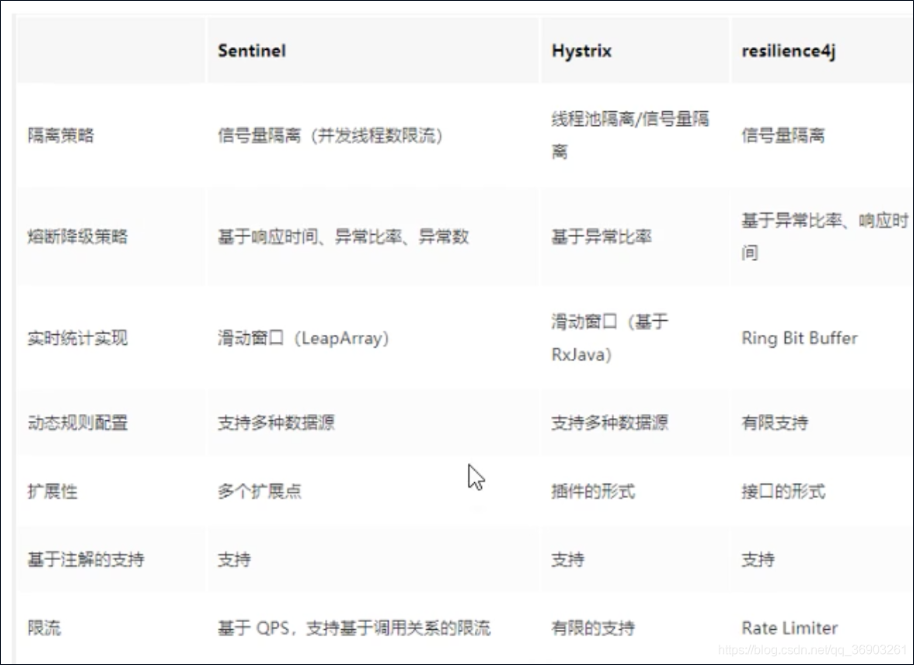 Sentinel Hystrix resilience4j
隔离策略 信号量隔离（并发线程数限流） 线程池隔离/信号量隔 信号量隔离
离
熔断降级策略 基于响应时间、异常比率、异常数 基于异常比率 基于异常比率、响应时
间
实时统计实现 滑动窗口（LeapArray） 滑动窗口（基于 Ring Bit Buffer
RxJava）
动态规则配置 支持多种数据源 支持多种数据源 有限支持
扩展性 多个扩展点 插件的形式 接口的形式
基于注解的支持 支持 支持 支持
限流 基于 QPS，支持基于调用关系的限流 有限的支持 Rate Limiter
https://blog.csdn.net/qq_36903261